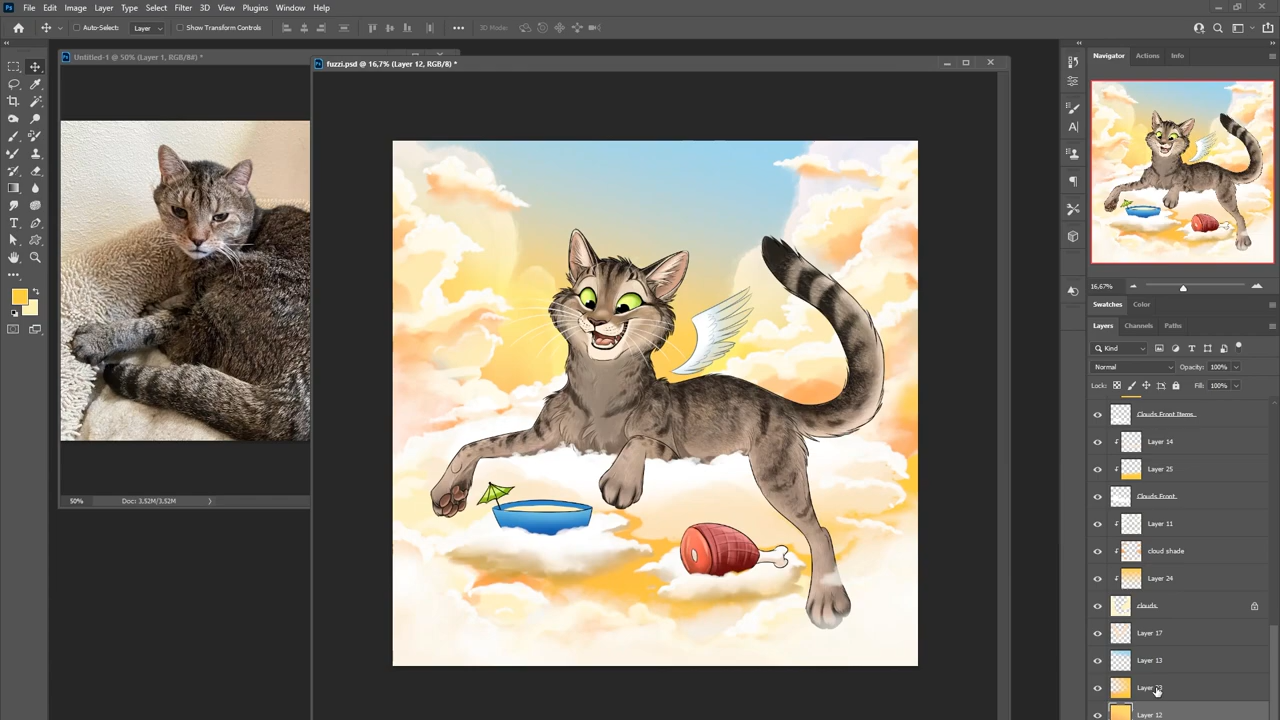 Ps File Edit Image Layer Type Select Filter 3D View Plugins Window Help
Auto-Select: Layer Show Transform Controls 3D Mode:
Untitled-1 @ 50% (Layer 1, RGB/8#) *
fuzzi.psd @ 16,7% (Layer 12, RGB/8) *
Navigator Actions Info
16,67%
Swatches Color
Layers Channels Paths
Kind
Normal Opacity: 100%
Lock: Fill: 100%
Clouds Front Items
Layer 14
Layer 25
Clouds Front
Layer 11
cloud shade
Layer 24
clouds
Layer 17
Layer 13
Layer
Layer 12
50% Doc: 3,52M/3,52M